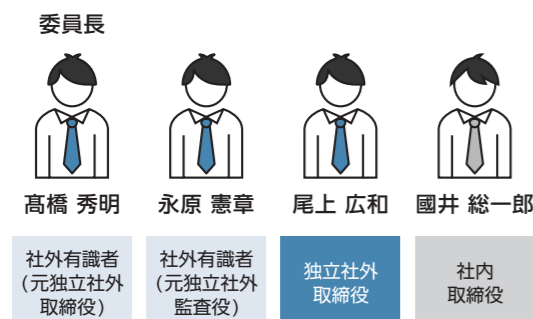 委員長
髙橋 秀明
永原 憲章
尾上 広和
國井 総一郎
社外有識者
(元独立社外
取締役)
社外有識者
(元独立社外
監査役)
独立社外
取締役
社内
取締役